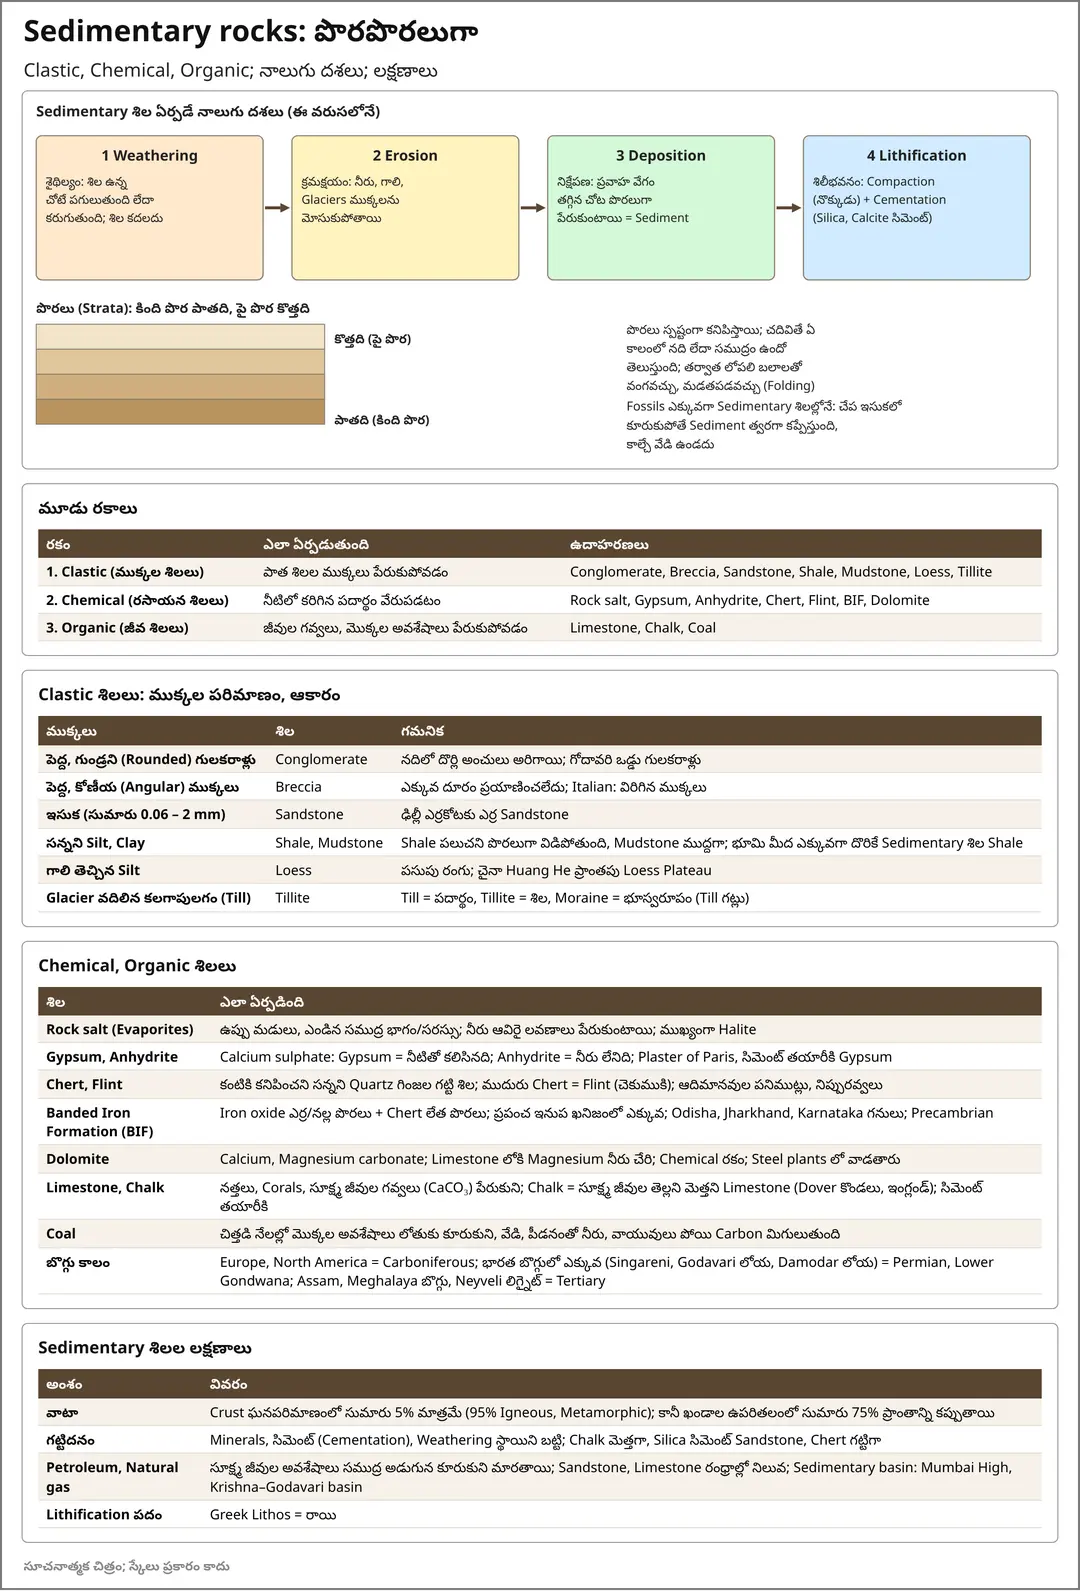 Sedimentary rocks: పొరపొరలుగా
Clastic, Chemical, Organic; నాలుగు దశలు; లక్షణాలు
Sedimentary శిల ఏర్పడే నాలుగు దశలు (ఈ వరుసలోనే)
1 Weathering
శైథిల్యం: శిల ఉన్న
చోటే పగులుతుంది లేదా
కరుగుతుంది; శిల కదలదు
2 Erosion
క్రమక్షయం: నీరు, గాలి,
Glaciers ముక్కలను
మోసుకుపోతాయి
3 Deposition
నిక్షేపణ: ప్రవాహ వేగం
తగ్గిన చోట పొరలుగా
పేరుకుంటాయి = Sediment
4 Lithification
శిలీభవనం: Compaction
(నొక్కుడు) + Cementation
(Silica, Calcite సిమెంట్)
పొరలు (Strata): కింది పొర పాతది, పై పొర కొత్తది
కొత్తది (పై పొర)
పాతది (కింది పొర)
పొరలు స్పష్టంగా కనిపిస్తాయి; చదివితే ఏ
కాలంలో నది లేదా సముద్రం ఉందో
తెలుస్తుంది; తర్వాత లోపలి బలాలతో
వంగవచ్చు, మడతపడవచ్చు (Folding)
Fossils ఎక్కువగా Sedimentary శిలల్లోనే: చేప ఇసుకలో
కూరుకుపోతే Sediment త్వరగా కప్పేస్తుంది,
కాల్చే వేడి ఉండదు
మూడు రకాలు
రకం ఎలా ఏర్పడుతుంది ఉదాహరణలు
1. Clastic (ముక్కల శిలలు) పాత శిలల ముక్కలు పేరుకుపోవడం Conglomerate, Breccia, Sandstone, Shale, Mudstone, Loess, Tillite
2. Chemical (రసాయన శిలలు) నీటిలో కరిగిన పదార్థం వేరుపడటం Rock salt, Gypsum, Anhydrite, Chert, Flint, BIF, Dolomite
3. Organic (జీవ శిలలు) జీవుల గవ్వలు, మొక్కల అవశేషాలు పేరుకుపోవడం Limestone, Chalk, Coal
Clastic శిలలు: ముక్కల పరిమాణం, ఆకారం
ముక్కలు శిల గమనిక
పెద్ద, గుండ్రని (Rounded) గులకరాళ్లు Conglomerate నదిలో దొర్లి అంచులు అరిగాయి; గోదావరి ఒడ్డు గులకరాళ్లు
పెద్ద, కోణీయ (Angular) ముక్కలు Breccia ఎక్కువ దూరం ప్రయాణించలేదు; Italian: విరిగిన ముక్కలు
ఇసుక (సుమారు 0.06 – 2 mm) Sandstone ఢిల్లీ ఎర్రకోటకు ఎర్ర Sandstone
సన్నని Silt, Clay Shale, Mudstone Shale పలుచని పొరలుగా విడిపోతుంది, Mudstone ముద్దగా; భూమి మీద ఎక్కువగా దొరికే Sedimentary శిల Shale
గాలి తెచ్చిన Silt Loess పసుపు రంగు; చైనా Huang He ప్రాంతపు Loess Plateau
Glacier వదిలిన కలగాపులగం (Till) Tillite Till = పదార్థం, Tillite = శిల, Moraine = భూస్వరూపం (Till గట్లు)
Chemical, Organic శిలలు
శిల ఎలా ఏర్పడింది
Rock salt (Evaporites) ఉప్పు మడులు, ఎండిన సముద్ర భాగం/సరస్సు; నీరు ఆవిరై లవణాలు పేరుకుంటాయి; ముఖ్యంగా Halite
Gypsum, Anhydrite Calcium sulphate: Gypsum = నీటితో కలిసినది; Anhydrite = నీరు లేనిది; Plaster of Paris, సిమెంట్ తయారీకి Gypsum
Chert, Flint కంటికి కనిపించని సన్నని Quartz గింజల గట్టి శిల; ముదురు Chert = Flint (చెకుముకి); ఆదిమానవుల పనిముట్లు, నిప్పురవ్వలు
Banded Iron Formation (BIF) Iron oxide ఎర్ర/నల్ల పొరలు + Chert లేత పొరలు; ప్రపంచ ఇనుప ఖనిజంలో ఎక్కువ; Odisha, Jharkhand, Karnataka గనులు; Precambrian
Dolomite Calcium, Magnesium carbonate; Limestone లోకి Magnesium నీరు చేరి; Chemical రకం; Steel plants లో వాడతారు
Limestone, Chalk నత్తలు, Corals, సూక్ష్మ జీవుల గవ్వలు (CaCO₃) పేరుకుని; Chalk = సూక్ష్మ జీవుల తెల్లని మెత్తని Limestone (Dover కొండలు, ఇంగ్లండ్); సిమెంట్
తయారీకి
Coal చిత్తడి నేలల్లో మొక్కల అవశేషాలు లోతుకు కూరుకుని, వేడి, పీడనంతో నీరు, వాయువులు పోయి Carbon మిగులుతుంది
బొగ్గు కాలం Europe, North America = Carboniferous; భారత బొగ్గులో ఎక్కువ (Singareni, Godavari లోయ, Damodar లోయ) = Permian, Lower
Gondwana; Assam, Meghalaya బొగ్గు, Neyveli లిగ్నైట్ = Tertiary
Sedimentary శిలల లక్షణాలు
అంశం వివరం
వాటా Crust ఘనపరిమాణంలో సుమారు 5% మాత్రమే (95% Igneous, Metamorphic); కానీ ఖండాల ఉపరితలంలో సుమారు 75% ప్రాంతాన్ని కప్పుతాయి
గట్టిదనం Minerals, సిమెంట్ (Cementation), Weathering స్థాయిని బట్టి; Chalk మెత్తగా, Silica సిమెంట్ Sandstone, Chert గట్టిగా
Petroleum, Natural gas సూక్ష్మ జీవుల అవశేషాలు సముద్ర అడుగున కూరుకుని మారతాయి; Sandstone, Limestone రంధ్రాల్లో నిలువ; Sedimentary basin: Mumbai High,
Krishna–Godavari basin
Lithification పదం Greek Lithos = రాయి
సూచనాత్మక చిత్రం; స్కేలు ప్రకారం కాదు